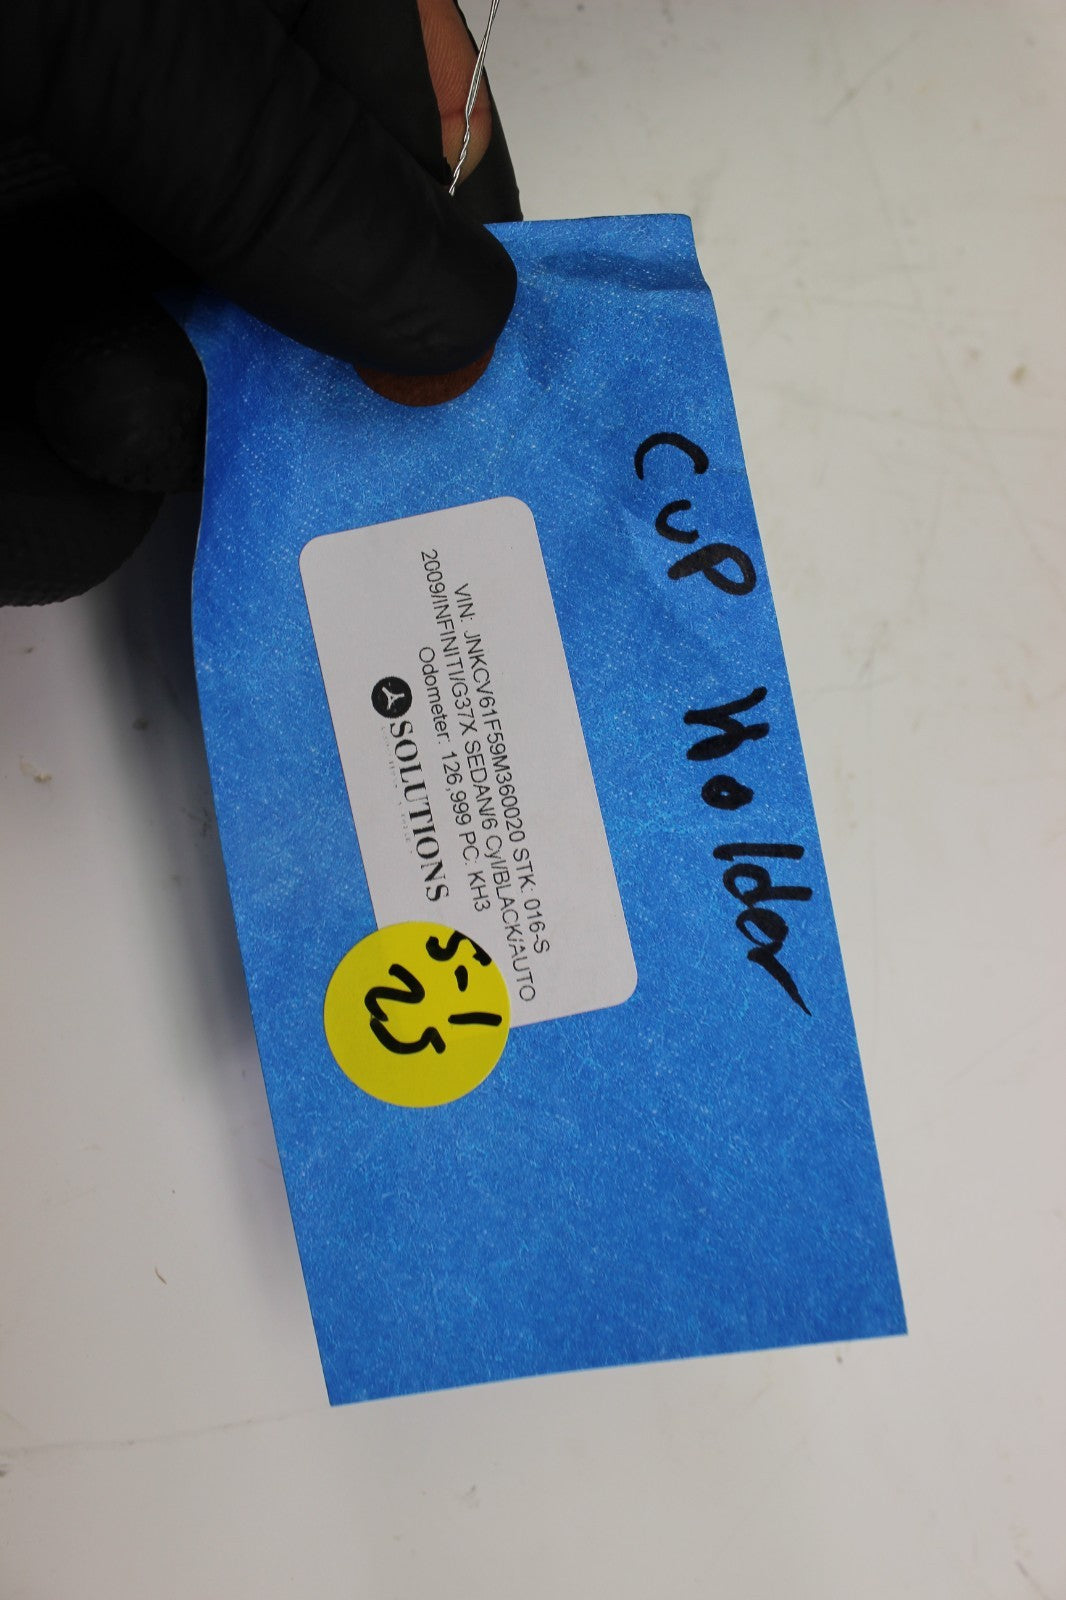 Cup Holder
VIN: JNKCV61F59M360020 STK: 016-S
2009/INFINITI/G37X SEDAN/6 Cyl/BLACK/AUTO
Odometer: 126,999 PC: KH3
SOLUTIONS
S-1
25